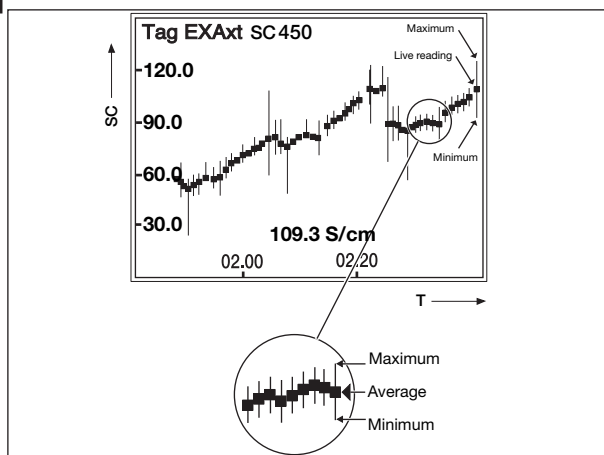 Tag EXAxt SC450
Maximum
Live reading
-120.0
-90.0
-60.0
-30.0
SC
Minimum
109.3 S/cm
02.00
02.20
T
Maximum
Average
Minimum